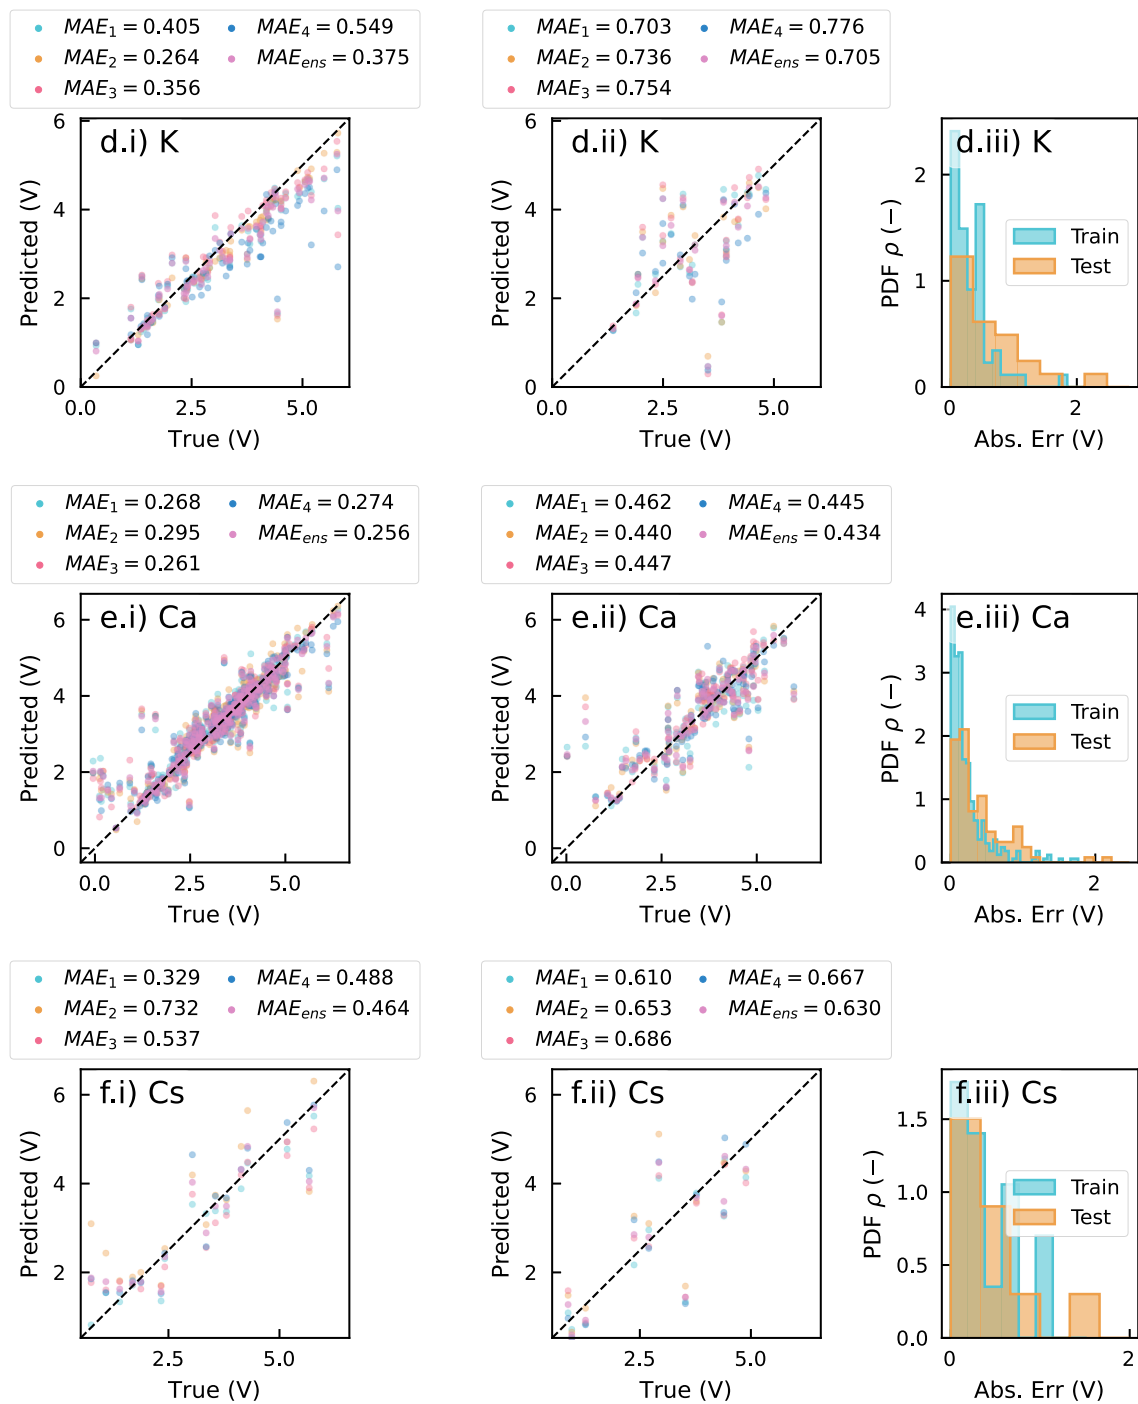 MAE1 = 0.405 MAE4 = 0.549
MAE2 = 0.264 MAEens = 0.375
MAE3 = 0.356
MAE1 = 0.703 MAE4 = 0.776
MAE2 = 0.736 MAEens = 0.705
MAE3 = 0.754
d.i) K
6
4
2
0
Predicted (V)
0.0 2.5 5.0
True (V)
d.ii) K
6
4
2
0
Predicted (V)
0.0 2.5 5.0
True (V)
d.iii) K
2
1
0
PDF ρ (−)
Train
Test
0 2
Abs. Err (V)
MAE1 = 0.268 MAE4 = 0.274
MAE2 = 0.295 MAEens = 0.256
MAE3 = 0.261
MAE1 = 0.462 MAE4 = 0.445
MAE2 = 0.440 MAEens = 0.434
MAE3 = 0.447
e.i) Ca
6
4
2
0
Predicted (V)
0.0 2.5 5.0
True (V)
e.ii) Ca
6
4
2
0
Predicted (V)
0.0 2.5 5.0
True (V)
e.iii) Ca
4
3
2
1
0
PDF ρ (−)
Train
Test
0 2
Abs. Err (V)
MAE1 = 0.329 MAE4 = 0.488
MAE2 = 0.732 MAEens = 0.464
MAE3 = 0.537
MAE1 = 0.610 MAE4 = 0.667
MAE2 = 0.653 MAEens = 0.630
MAE3 = 0.686
f.i) Cs
6
4
2
Predicted (V)
2.5 5.0
True (V)
f.ii) Cs
6
4
2
Predicted (V)
2.5 5.0
True (V)
f.iii) Cs
1.5
1.0
0.5
0.0
PDF ρ (−)
Train
Test
0 2
Abs. Err (V)